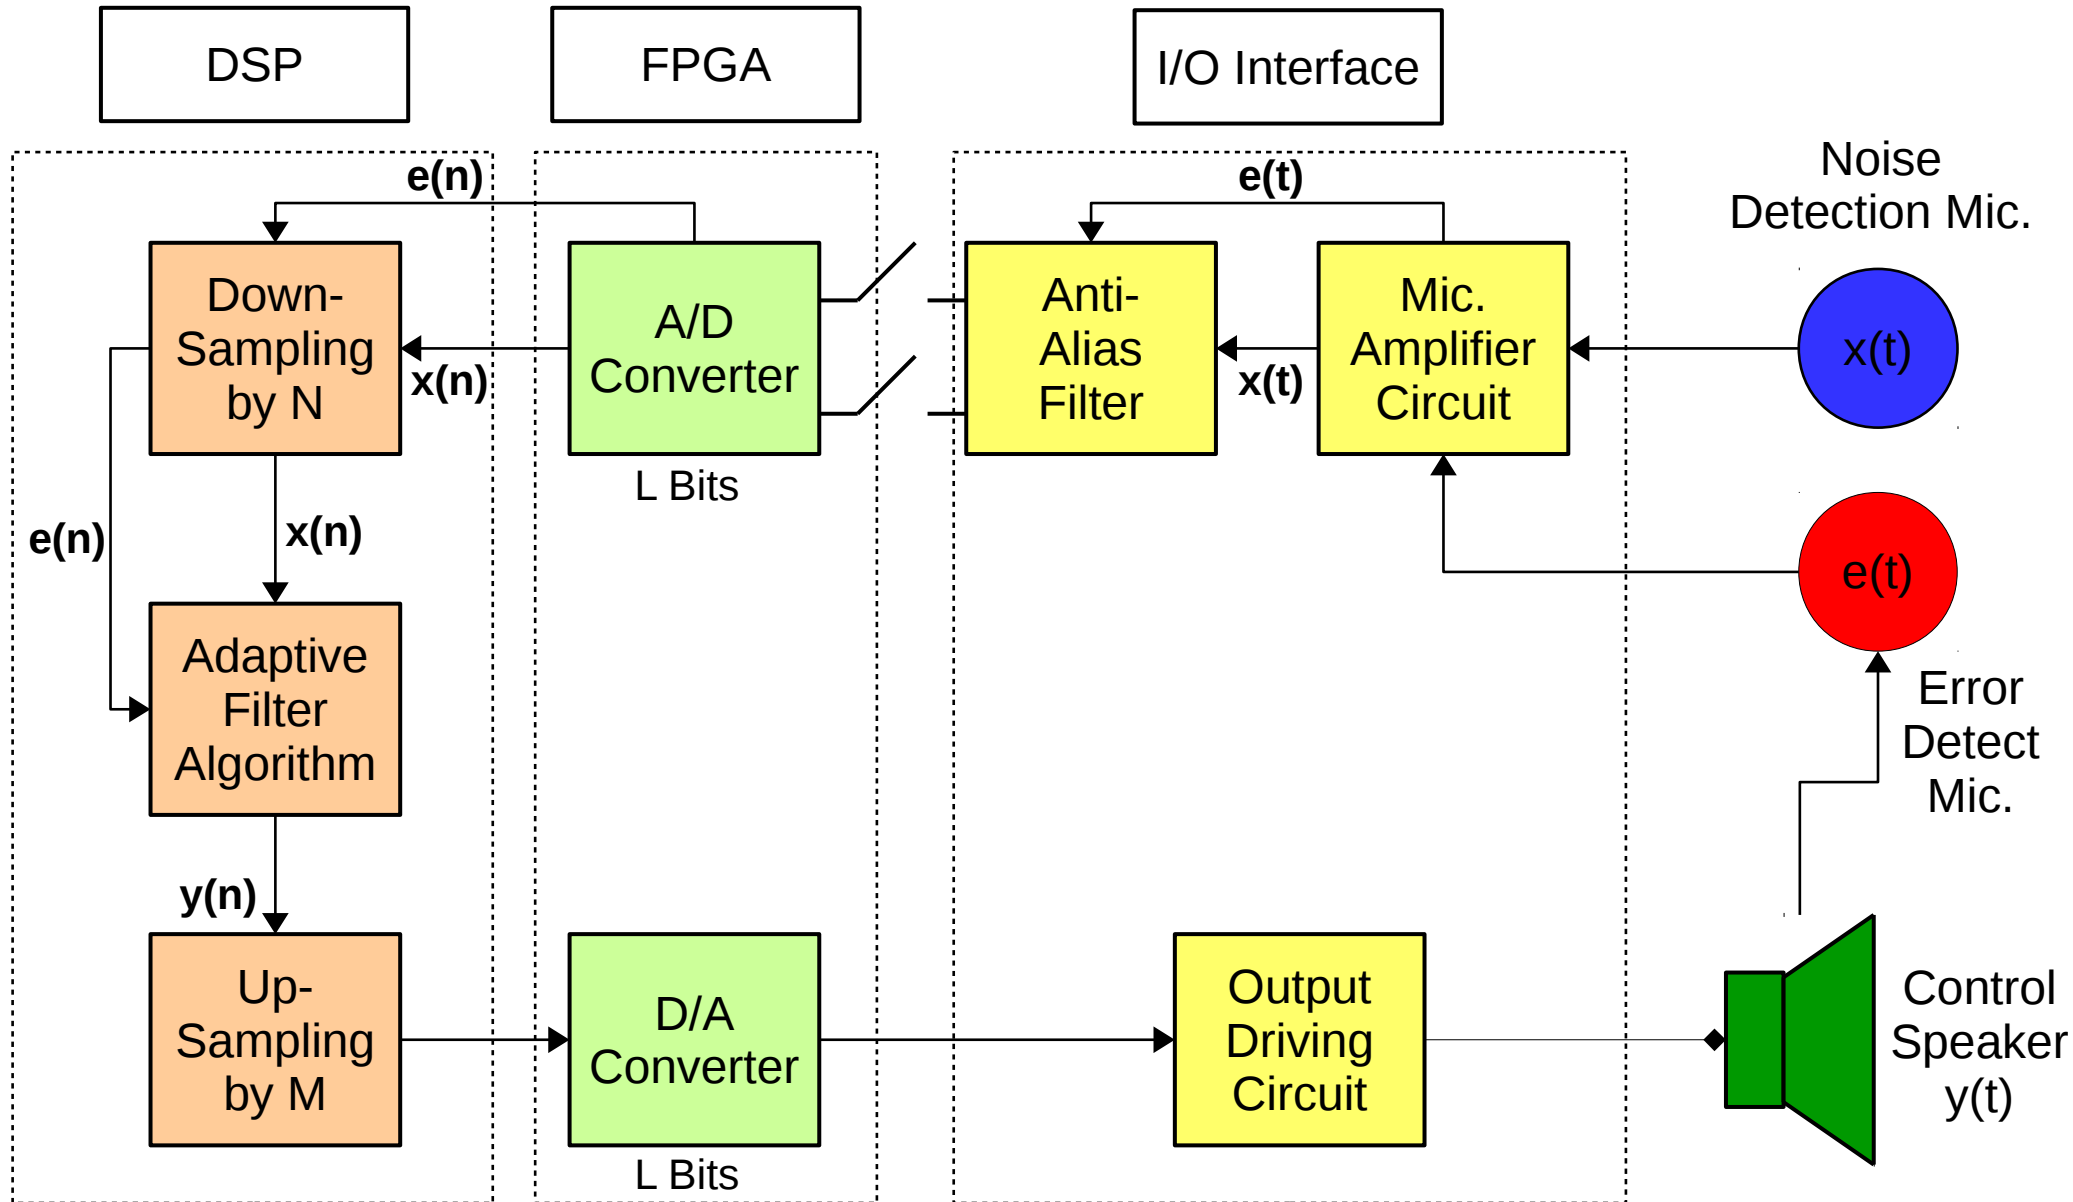 DSP
FPGA
I/O Interface
Noise
Detection Mic.
e(n)
e(t)
Down-
Sampling
by N
x(n)
A/D
Converter
L Bits
Anti-
Alias
Filter
x(t)
Mic.
Amplifier
Circuit
x(t)
e(n)
x(n)
e(t)
Error
Detect
Mic.
Adaptive
Filter
Algorithm
y(n)
Up-
Sampling
by M
D/A
Converter
L Bits
Output
Driving
Circuit
Control
Speaker
y(t)